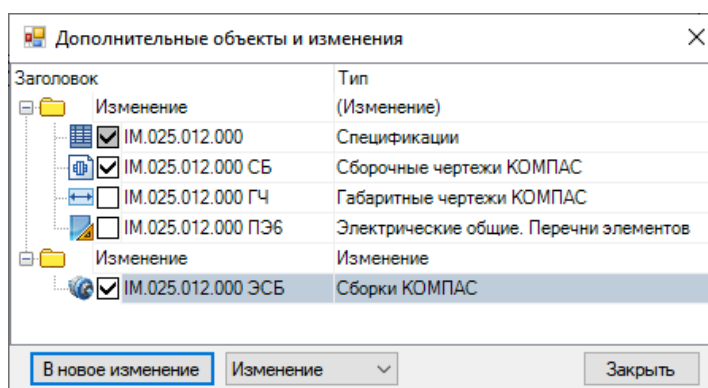 Дополнительные объекты и изменения
Заголовок Тип
Изменение (Изменение)
IM.025.012.000 Спецификации
IM.025.012.000 СБ Сборочные чертежи КОМПАС
IM.025.012.000 ГЧ Габаритные чертежи КОМПАС
IM.025.012.000 ПЭ6 Электрические общие. Перечни элементов
Изменение Изменение
IM.025.012.000 ЭСБ Сборки КОМПАС
В новое изменение Изменение Закрыть